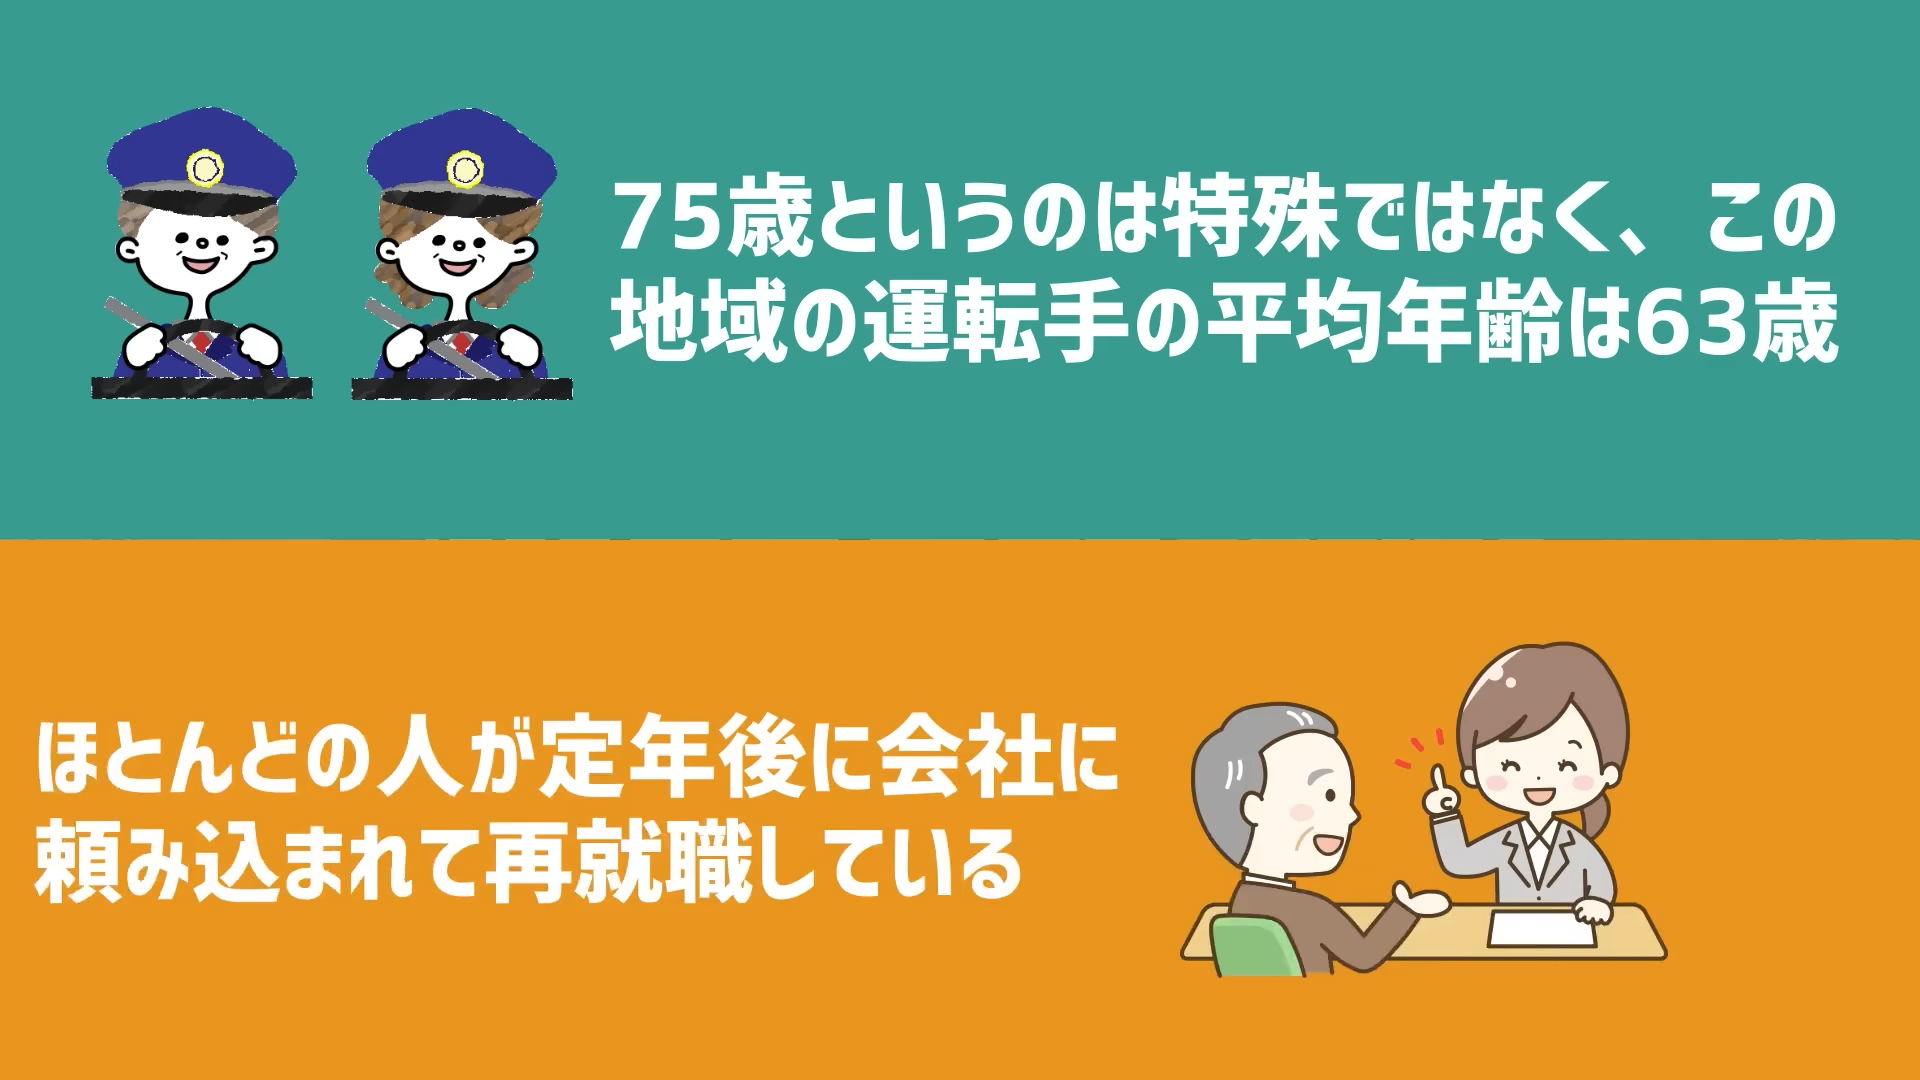 75歳というのは特殊ではなく、この
地域の運転手の平均年齢は63歳
ほとんどの人が定年後に会社に
頼み込まれて再就職している